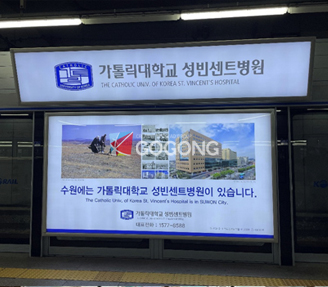 가톨릭대학교 성빈센트병원
THE CATHOLIC UNIV. OF KOREA ST. VINCENT'S HOSPITAL
GOGONG
수원에는 가톨릭대학교 성빈센트병원이 있습니다.
The Catholic Univ. of Korea St. Vincent's Hospital is in SUWON City.
가톨릭대학교 성빈센트병원
대표전화 : 1577-8588